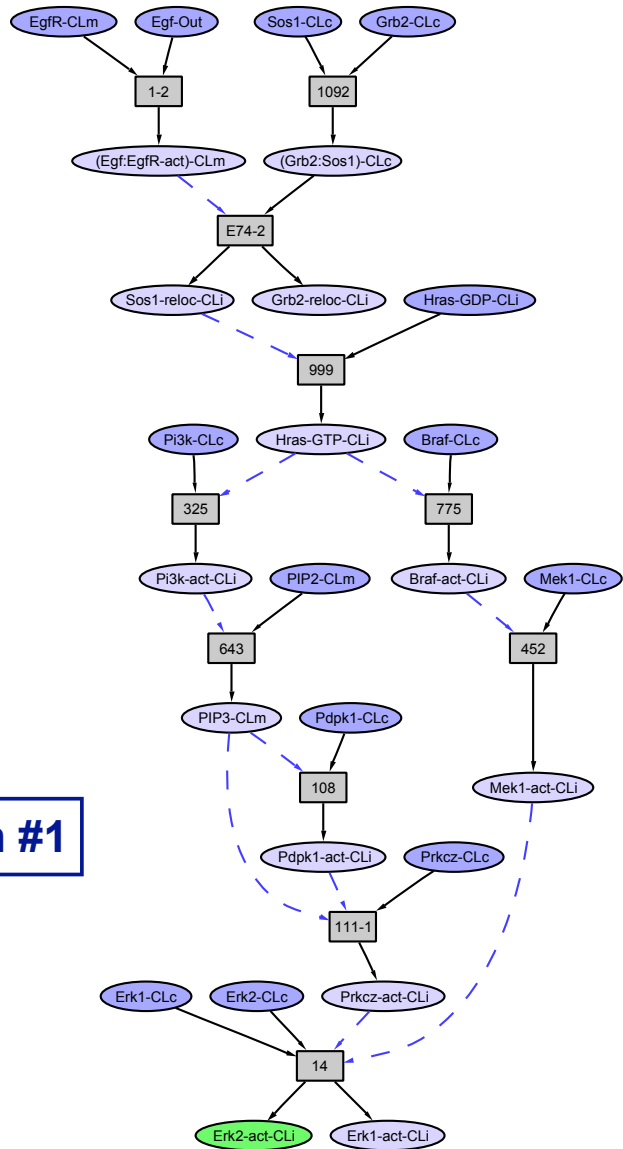 EgfR-CLm
Egf-Out
Sos1-CLc
Grb2-CLc
1-2
1092
(Egf:EgfR-act)-CLm
(Grb2:Sos1)-CLc
E74-2
Sos1-reloc-CLi
Grb2-reloc-CLi
Hras-GDP-CLi
999
Pi3k-CLc
Hras-GTP-CLi
Braf-CLc
325
775
Pi3k-act-CLi
PIP2-CLm
Braf-act-CLi
Mek1-CLc
643
452
PIP3-CLm
Pdpk1-CLc
108
Mek1-act-CLi
#1
Pdpk1-act-CLi
Prkcz-CLc
111-1
Erk1-CLc
Erk2-CLc
Prkcz-act-CLi
14
Erk2-act-CLi
Erk1-act-CLi